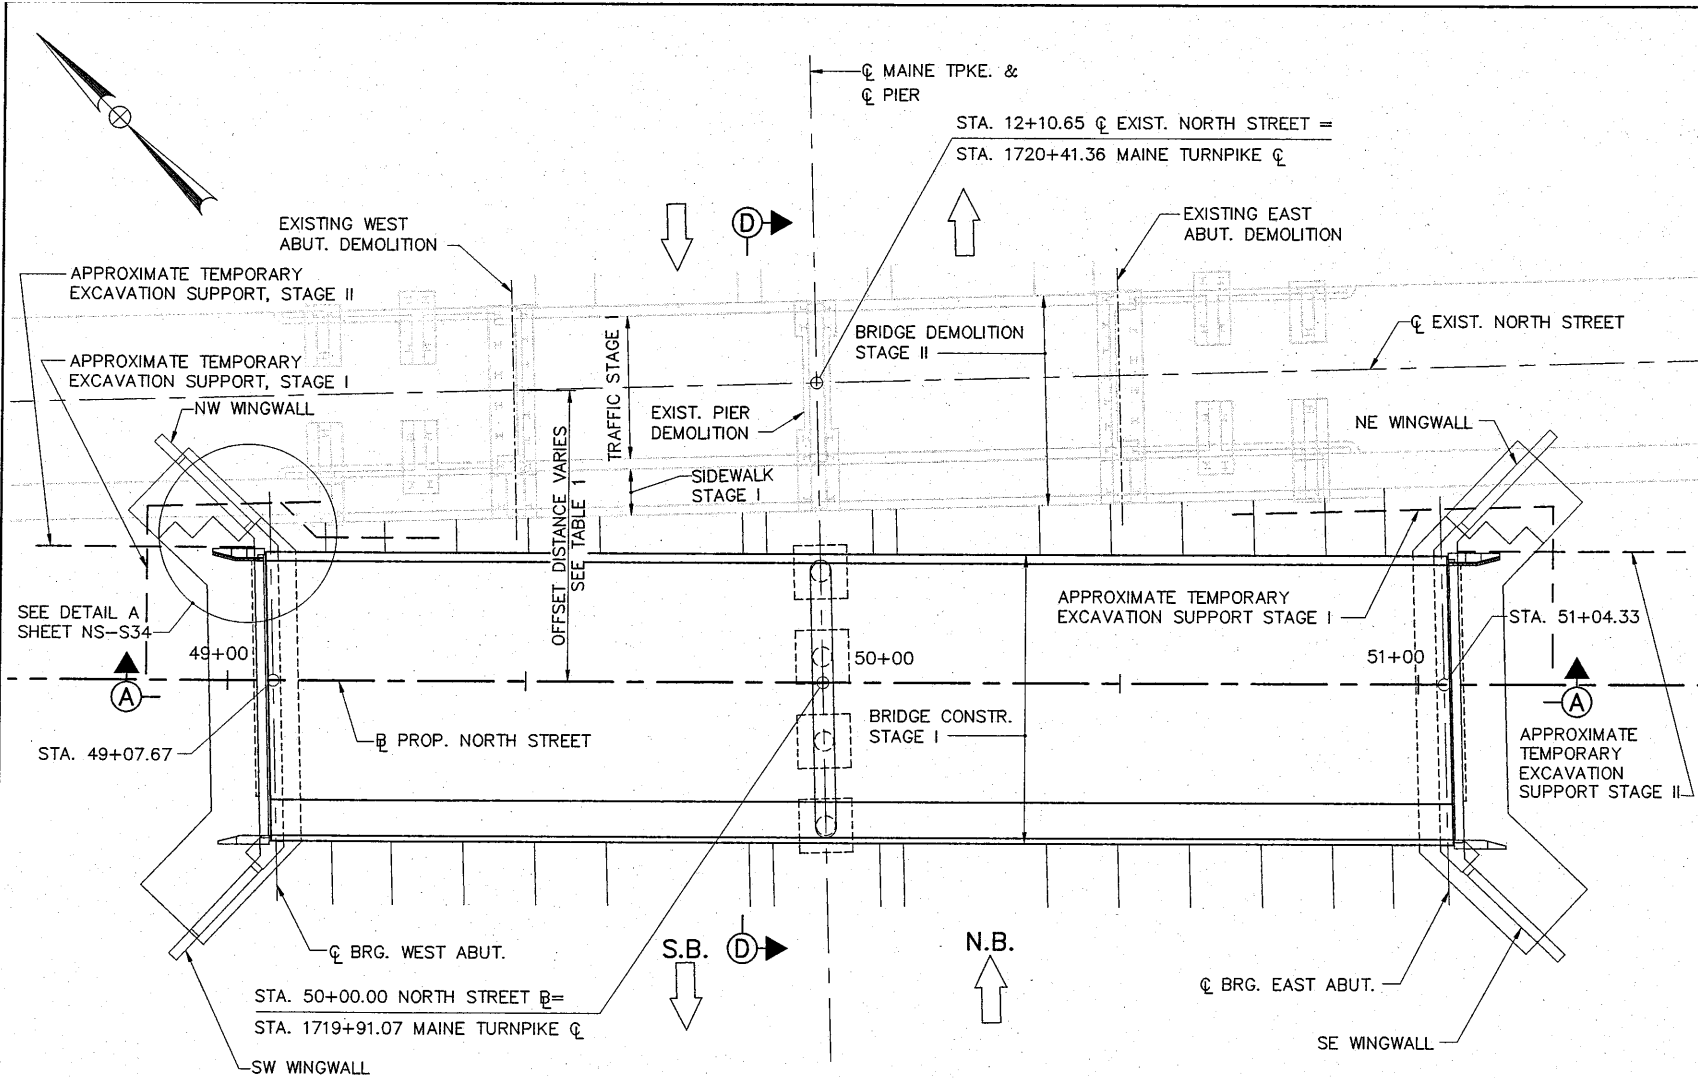 ℄ MAINE TPKE. &
℄ PIER
STA. 12+10.65 ℄ EXIST. NORTH STREET =
STA. 1720+41.36 MAINE TURNPIKE ℄
EXISTING WEST
ABUT. DEMOLITION
D
EXISTING EAST
ABUT. DEMOLITION
APPROXIMATE TEMPORARY
EXCAVATION SUPPORT, STAGE II
APPROXIMATE TEMPORARY
EXCAVATION SUPPORT, STAGE I
NW WINGWALL
TRAFFIC STAGE I
BRIDGE DEMOLITION
STAGE II
℄ EXIST. NORTH STREET
EXIST. PIER
DEMOLITION
NE WINGWALL
OFFSET DISTANCE VARIES
SEE TABLE 1
SIDEWALK
STAGE I
SEE DETAIL A
SHEET NS-S34
APPROXIMATE TEMPORARY
EXCAVATION SUPPORT STAGE I
STA. 51+04.33
49+00
50+00
51+00
A
A
STA. 49+07.67
BL PROP. NORTH STREET
BRIDGE CONSTR.
STAGE I
APPROXIMATE
TEMPORARY
EXCAVATION
SUPPORT STAGE II
℄ BRG. WEST ABUT.
S.B.
D
N.B.
STA. 50+00.00 NORTH STREET BL=
STA. 1719+91.07 MAINE TURNPIKE ℄
℄ BRG. EAST ABUT.
SE WINGWALL
SW WINGWALL